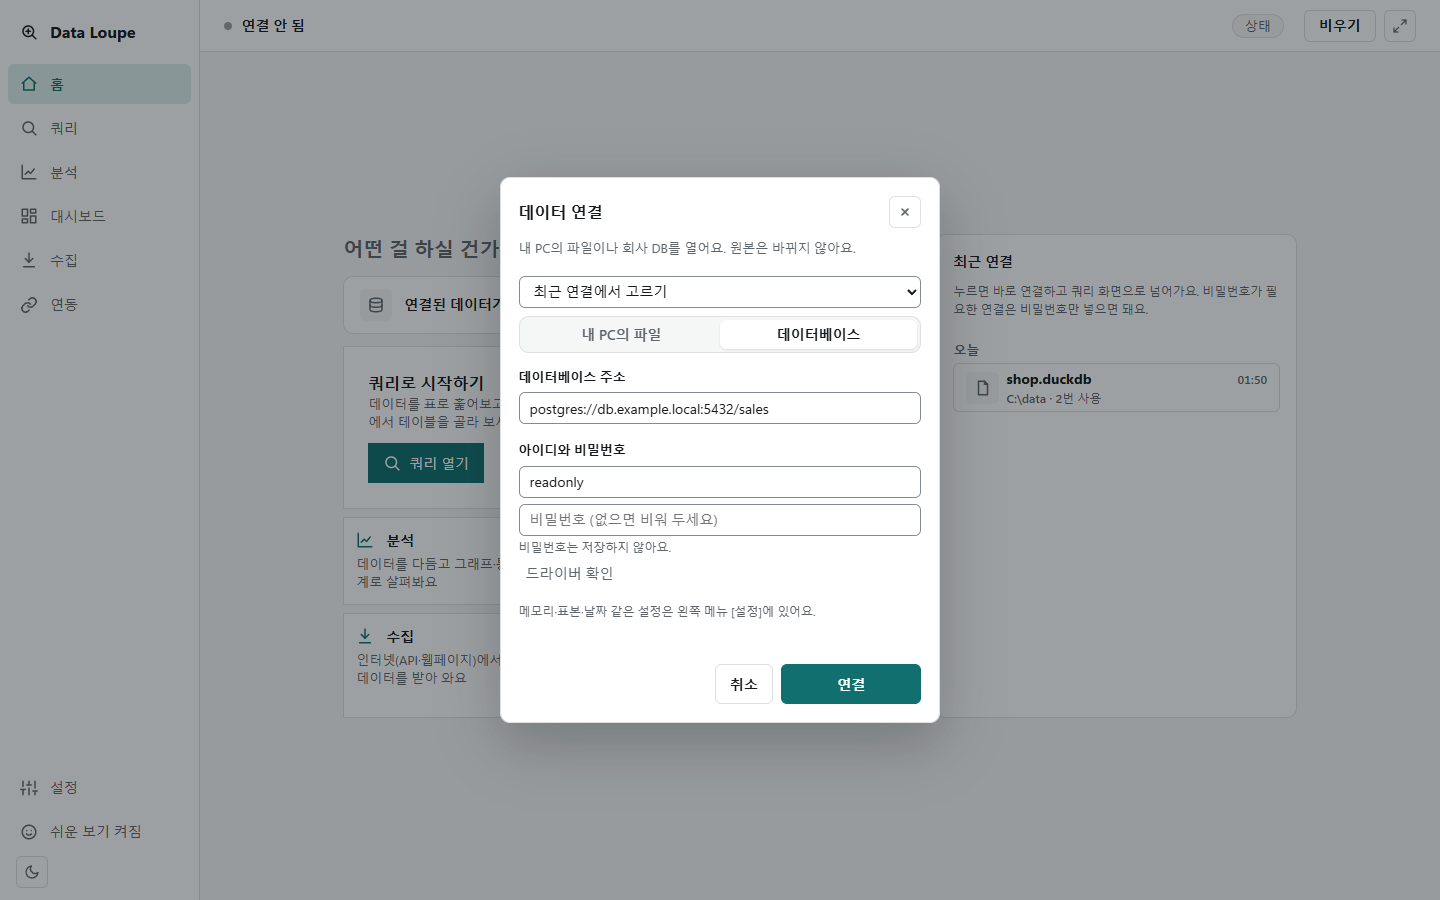 Data Loupe
홈
쿼리
분석
대시보드
수집
연동
설정
쉬운 보기 켜짐
연결 안 됨
상태
비우기
어떤 걸 하실 건가
연결된 데이터가
쿼리로 시작하기
데이터를 표로 훑어보고
에서 테이블을 골라 보
쿼리 열기
분석
데이터를 다듬고 그래프·
계로 살펴봐요
수집
인터넷(API·웹페이지)에서
데이터를 받아 와요
데이터 연결
×
내 PC의 파일이나 회사 DB를 열어요. 원본은 바뀌지 않아요.
최근 연결에서 고르기
내 PC의 파일
데이터베이스
데이터베이스 주소
postgres://db.example.local:5432/sales
아이디와 비밀번호
readonly
비밀번호 (없으면 비워 두세요)
비밀번호는 저장하지 않아요.
드라이버 확인
메모리·표본·날짜 같은 설정은 왼쪽 메뉴 [설정]에 있어요.
취소
연결
최근 연결
누르면 바로 연결하고 쿼리 화면으로 넘어가요. 비밀번호가 필
요한 연결은 비밀번호만 넣으면 돼요.
오늘
shop.duckdb
01:50
C:\data · 2번 사용